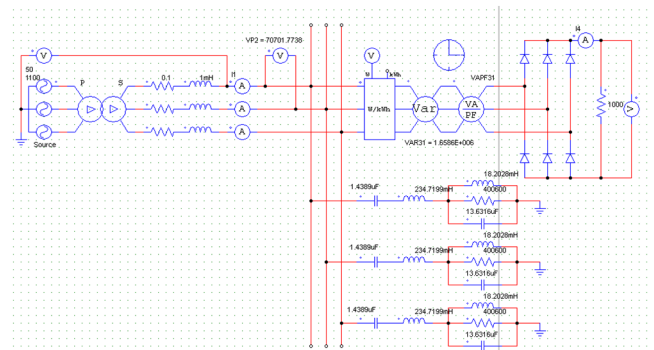 VP2 = 70701.7738
I4
A
V
V
V
W
kWh
50
1100
P
S
0.1
1mH
I1
A
W/kWh
Var
VA
PF
VAPF31
1000
V
A
A
Source
VAR31 = 1.6586E+006
18.2028mH
1.4389uF
234.7199mH
400600
13.6316uF
18.2028mH
1.4389uF
234.7199mH
400600
13.6316uF
18.2028mH
1.4389uF
234.7199mH
400600
13.6316uF